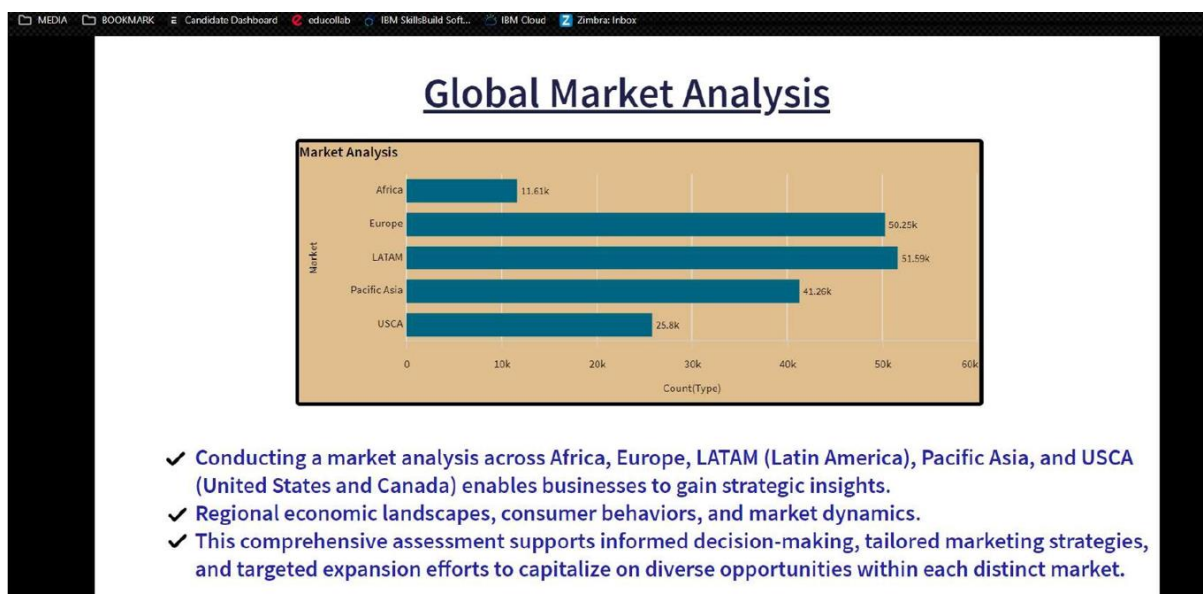 MEDIA BOOKMARK Candidate Dashboard educollab IBM SkillsBuild Soft... IBM Cloud Zimbra: Inbox
Global Market Analysis
Market Analysis
Market
Africa 11.61k
Europe 50.25k
LATAM 51.59k
Pacific Asia 41.26k
USCA 25.8k
0 10k 20k 30k 40k 50k 60k
Count(Type)
✓ Conducting a market analysis across Africa, Europe, LATAM (Latin America), Pacific Asia, and USCA
(United States and Canada) enables businesses to gain strategic insights.
✓ Regional economic landscapes, consumer behaviors, and market dynamics.
✓ This comprehensive assessment supports informed decision-making, tailored marketing strategies,
and targeted expansion efforts to capitalize on diverse opportunities within each distinct market.